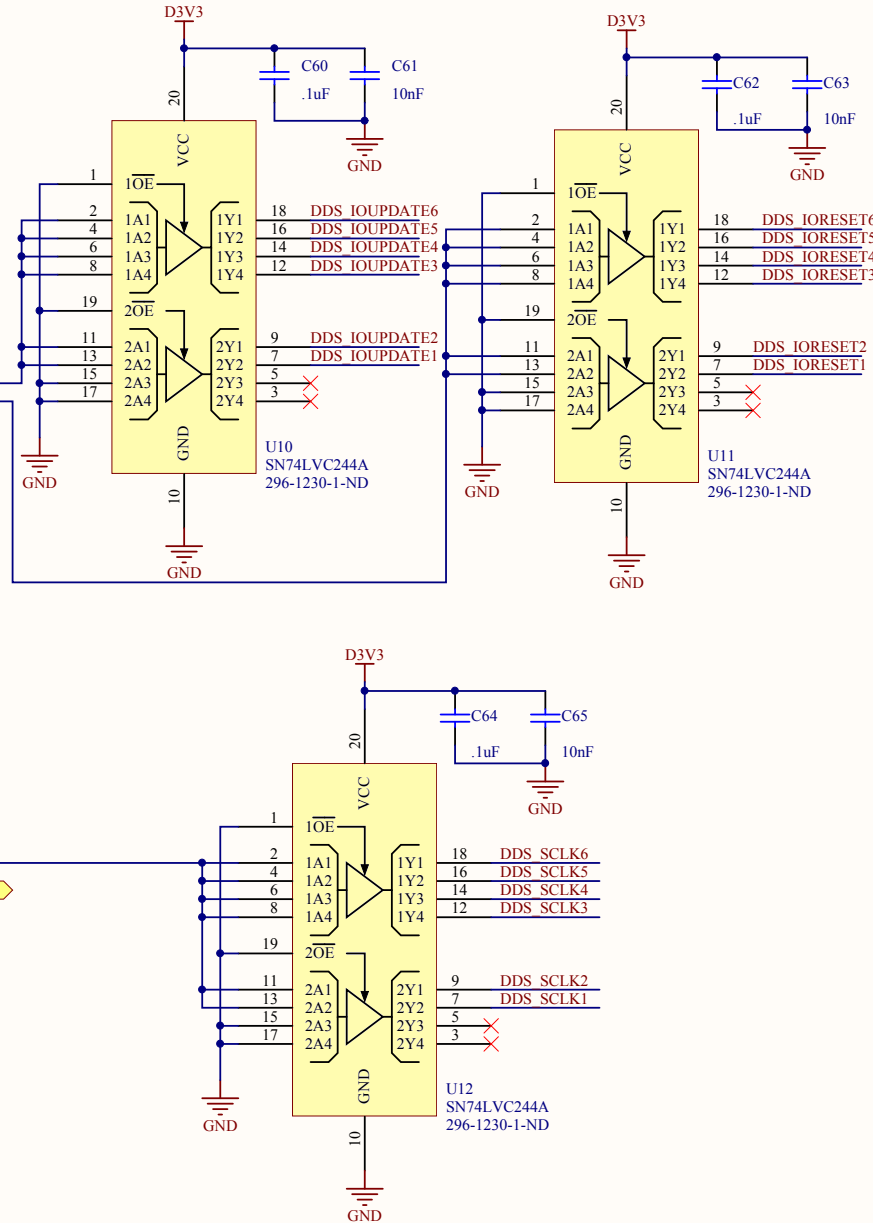 D3V3
C60
C61
.1uF
10nF
20
VCC
GND
1
1OE
2
1A1
1Y1
18
DDS_IOUPDATE6
4
1A2
1Y2
16
DDS_IOUPDATE5
6
1A3
1Y3
14
DDS_IOUPDATE4
8
1A4
1Y4
12
DDS_IOUPDATE3
19
2OE
11
2A1
2Y1
9
DDS_IOUPDATE2
13
2A2
2Y2
7
DDS_IOUPDATE1
15
2A3
2Y3
5
17
2A4
2Y4
3
GND
GND
U10
SN74LVC244A
296-1230-1-ND
10
GND
D3V3
C62
C63
.1uF
10nF
20
VCC
GND
1
1OE
2
1A1
1Y1
18
DDS_IORESET6
4
1A2
1Y2
16
DDS_IORESET5
6
1A3
1Y3
14
DDS_IORESET4
8
1A4
1Y4
12
DDS_IORESET3
19
2OE
11
2A1
2Y1
9
DDS_IORESET2
13
2A2
2Y2
7
DDS_IORESET1
15
2A3
2Y3
5
17
2A4
2Y4
3
GND
GND
U11
SN74LVC244A
296-1230-1-ND
10
GND
D3V3
C64
C65
.1uF
10nF
20
VCC
GND
1
1OE
2
1A1
1Y1
18
DDS_SCLK6
4
1A2
1Y2
16
DDS_SCLK5
6
1A3
1Y3
14
DDS_SCLK4
8
1A4
1Y4
12
DDS_SCLK3
19
2OE
11
2A1
2Y1
9
DDS_SCLK2
13
2A2
2Y2
7
DDS_SCLK1
15
2A3
2Y3
5
17
2A4
2Y4
3
GND
GND
U12
SN74LVC244A
296-1230-1-ND
10
GND